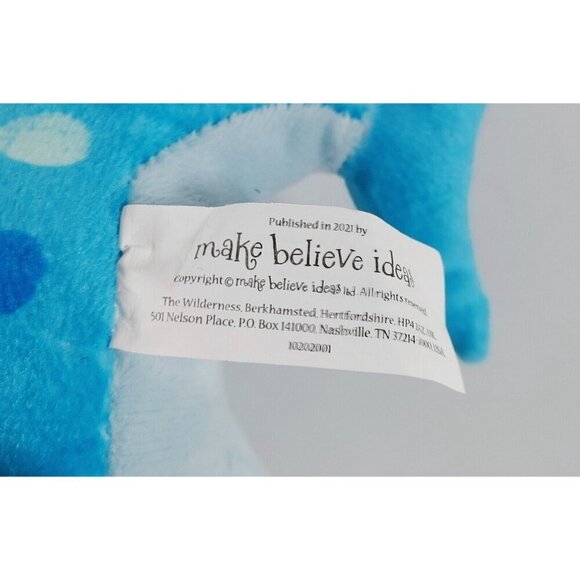 Published in 2021 by
make believe ideas
copyright © make believe ideas ltd. All rights reserved.
The Wilderness, Berkhamsted, Hertfordshire, HP4 2AZ, UK.
501 Nelson Place, P.O. Box 141000, Nashville, TN 37214-1000, USA.
10202001